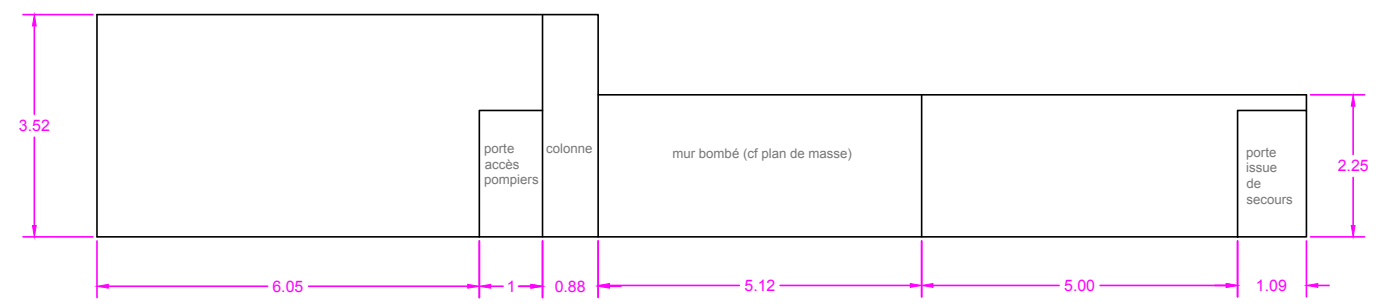 3.52
porte
accès
pompiers
colonne
mur bombé (cf plan de masse)
porte
issue
de
secours
2.25
6.05
1
0.88
5.12
5.00
1.09